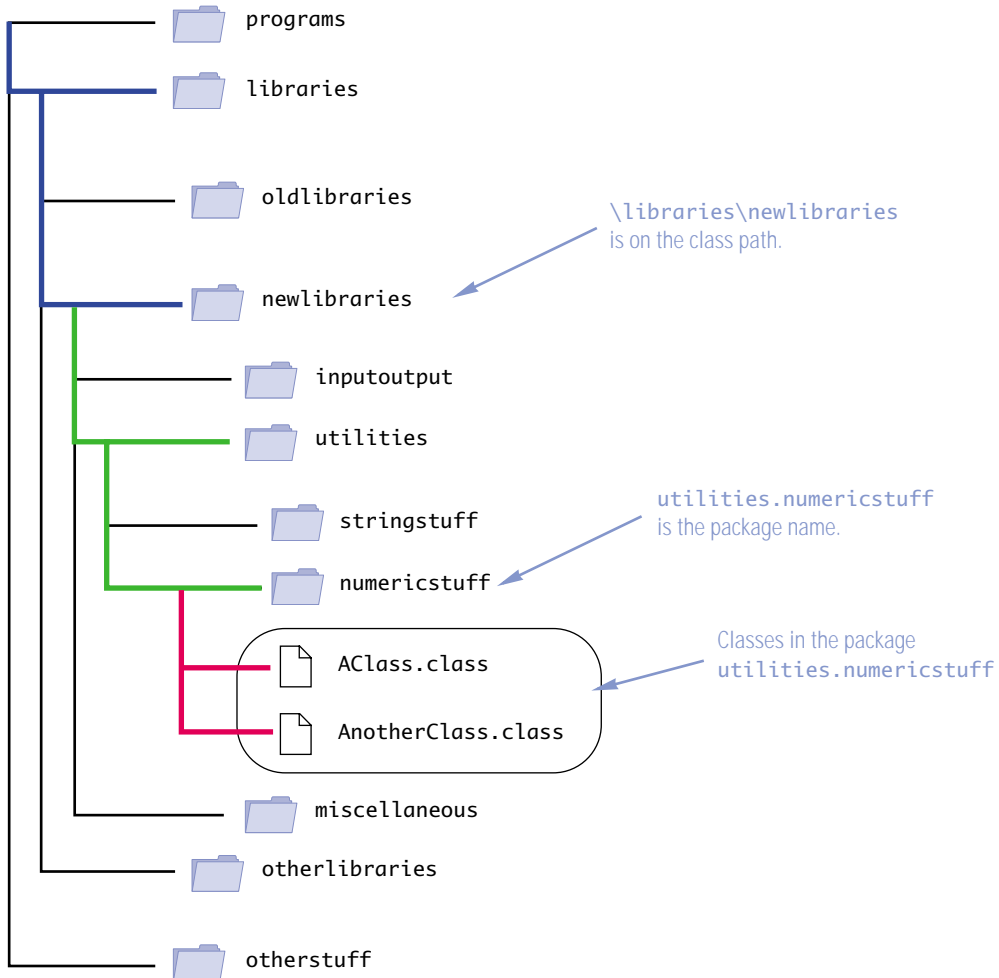 programs
libraries
oldlibraries
\libraries\newlibraries
is on the class path.
newlibraries
inputoutput
utilities
utilities.numericstuff
is the package name.
stringstuff
numericstuff
Classes in the package
utilities.numericstuff
AClass.class
AnotherClass.class
miscellaneous
otherlibraries
otherstuff